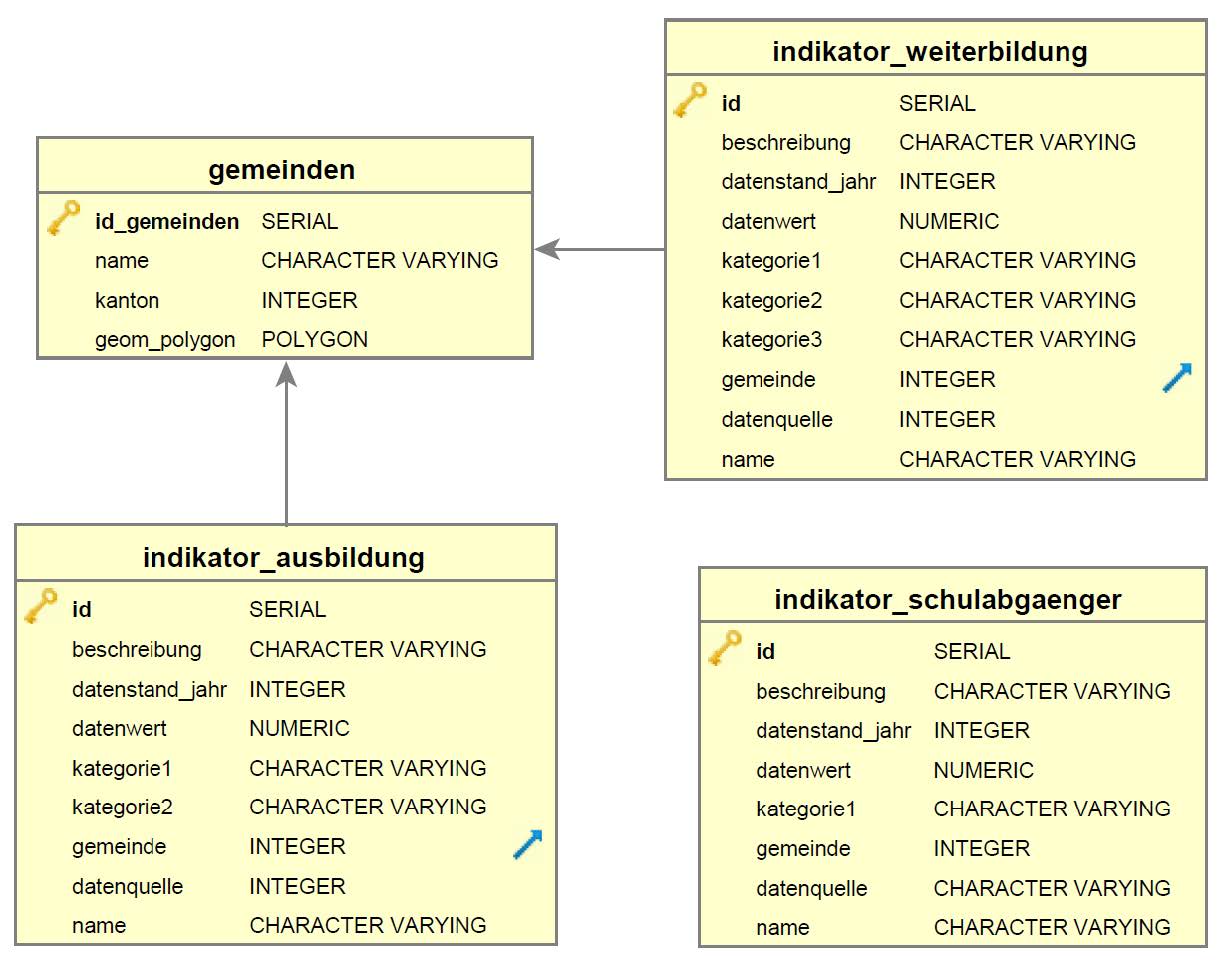 gemeinden
id_gemeinden SERIAL
name CHARACTER VARYING
kanton INTEGER
geom_polygon POLYGON
indikator_weiterbildung
id SERIAL
beschreibung CHARACTER VARYING
datenstand_jahr INTEGER
datenwert NUMERIC
kategorie1 CHARACTER VARYING
kategorie2 CHARACTER VARYING
kategorie3 CHARACTER VARYING
gemeinde INTEGER
datenquelle INTEGER
name CHARACTER VARYING
indikator_ausbildung
id SERIAL
beschreibung CHARACTER VARYING
datenstand_jahr INTEGER
datenwert NUMERIC
kategorie1 CHARACTER VARYING
kategorie2 CHARACTER VARYING
gemeinde INTEGER
datenquelle INTEGER
name CHARACTER VARYING
indikator_schulabgaenger
id SERIAL
beschreibung CHARACTER VARYING
datenstand_jahr INTEGER
datenwert NUMERIC
kategorie1 CHARACTER VARYING
gemeinde INTEGER
datenquelle CHARACTER VARYING
name CHARACTER VARYING